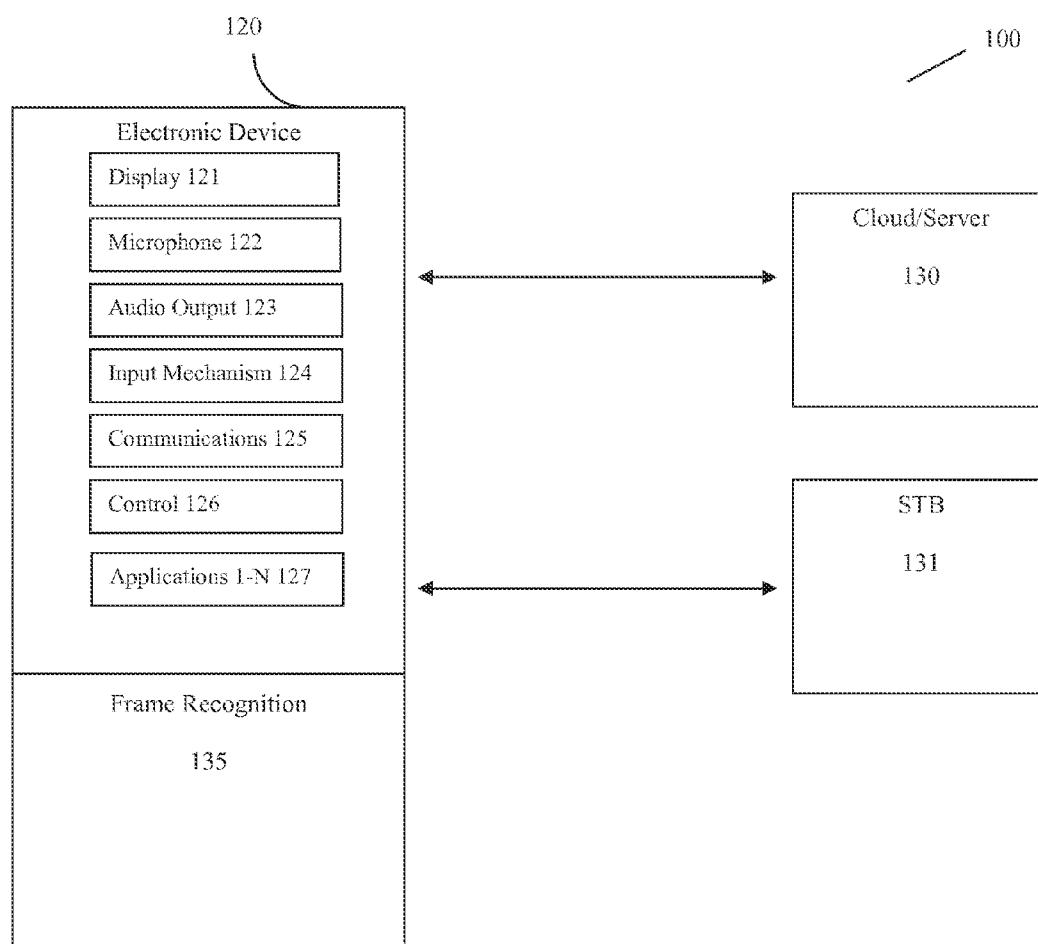 120
100
Electronic Device
Display 121
Microphone 122
Audio Output 123
Input Mechanism 124
Communications 125
Control 126
Applications 1-N 127
Frame Recognition
135
Cloud/Server
130
STB
131